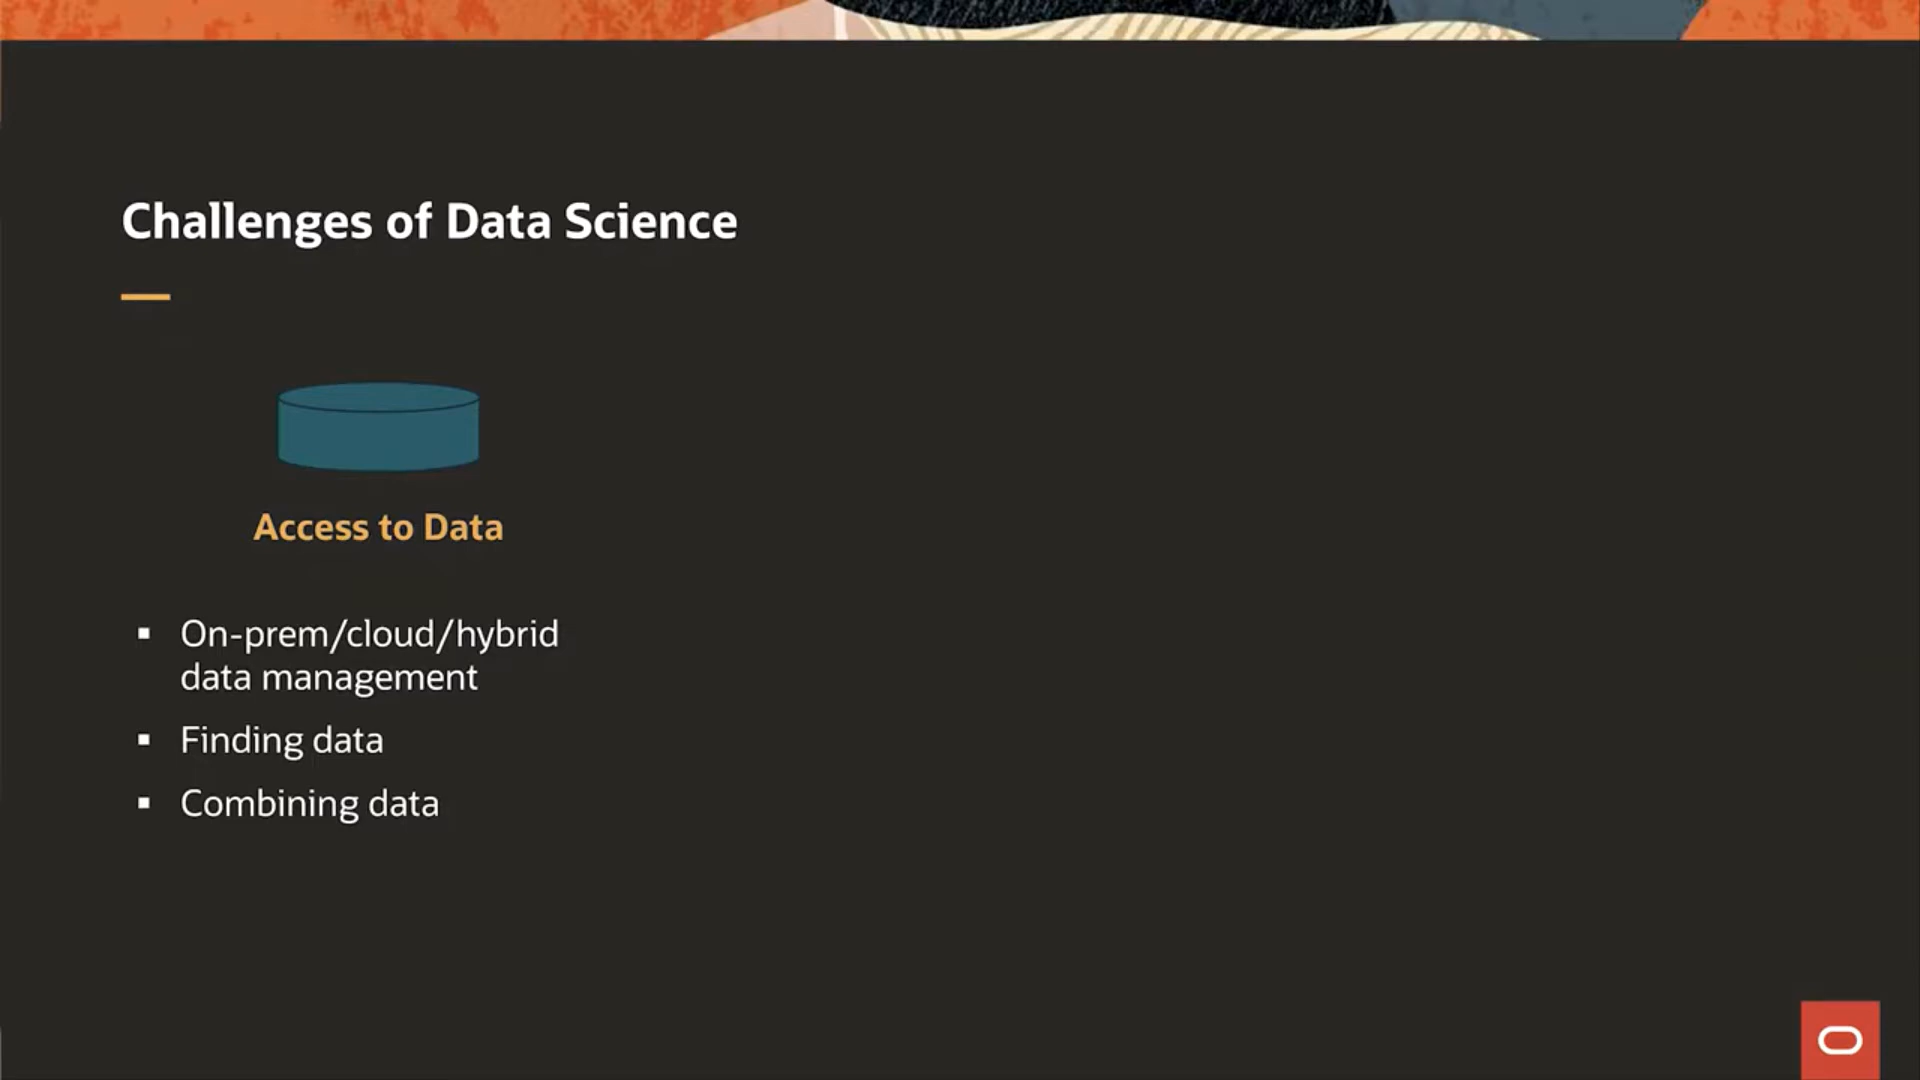 Challenges of Data Science
Access to Data
▪ On-prem/cloud/hybrid
data management
▪ Finding data
▪ Combining data